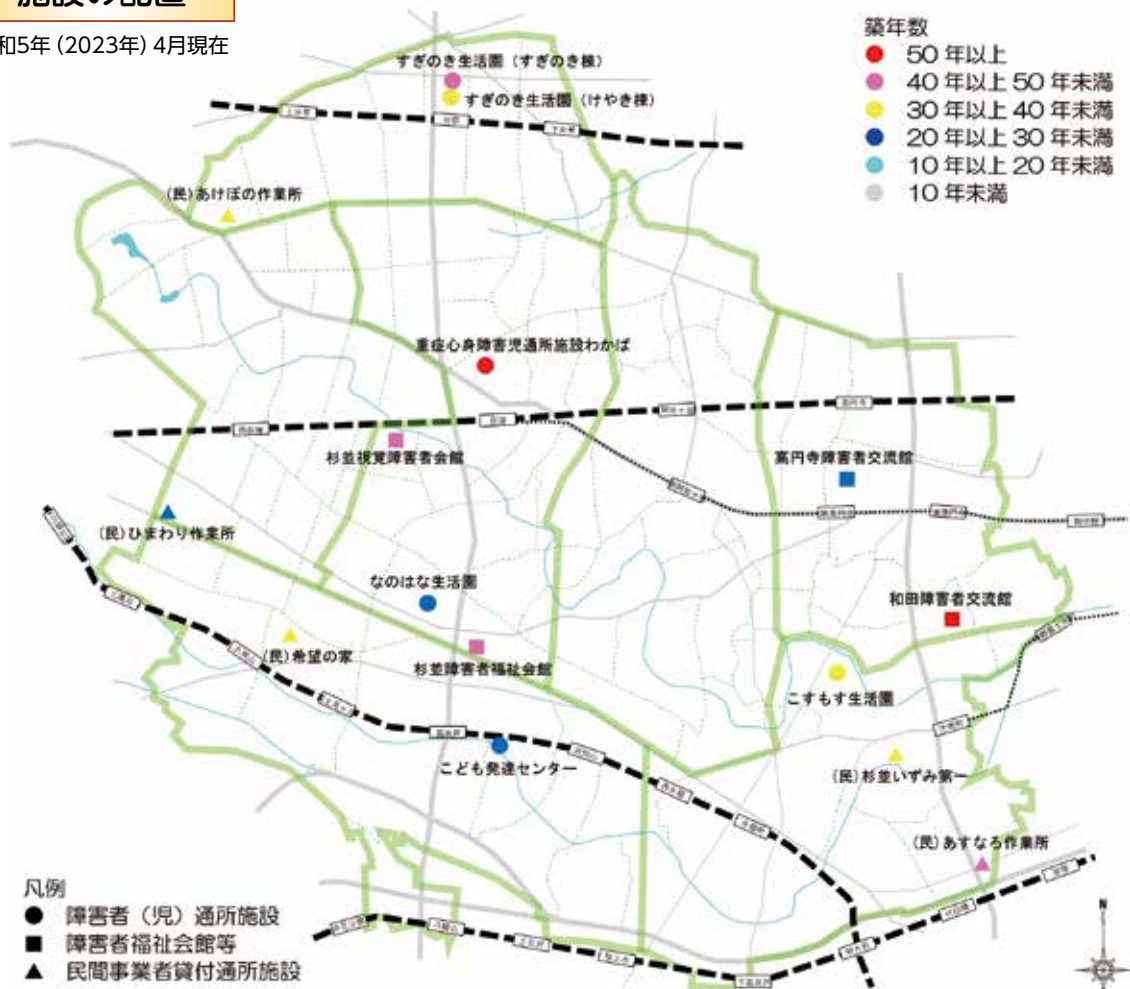 施設の配置
和5年 (2023年) 4月現在
築年数
50 年以上
40 年以上 50 年未満
30 年以上 40 年未満
20 年以上 30 年未満
10 年以上 20 年未満
10 年未満
すぎのき生活園（すぎのき棟）
すぎのき生活園（けやき棟）
(民) あけぼの作業所
重症心身障害児通所施設わかば
杉並視覚障害者会館
高円寺障害者交流館
(民) ひまわり作業所
なのはな生活園
和田障害者交流館
(民) 希望の家
杉並障害者福祉会館
こすもす生活園
こども発達センター
(民) 杉並いずみ第一
(民) あすなろ作業所
凡例
障害者（児）通所施設
障害者福祉会館等
民間事業者貸付通所施設
N